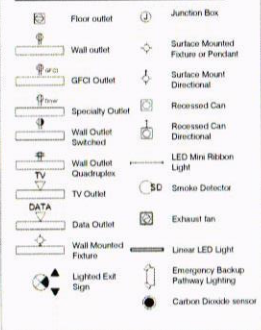 Floor outlet
Wall outlet
GFCI
GFCI Outlet
Specialty Outlet
Wall Outlet
Switched
Wall Outlet
Quadruplex
TV
TV Outlet
DATA
Data Outlet
Wall Mounted
Fixture
Lighted Exit
Sign
J
Junction Box
Surface Mounted
Fixture or Pendant
Surface Mount
Directional
Recessed Can
Recessed Can
Directional
LED Mini Ribbon
Light
SD
Smoke Detector
Exhaust fan
Linear LED Light
Emergency Backup
Pathway Lighting
Carbon Dioxide sensor